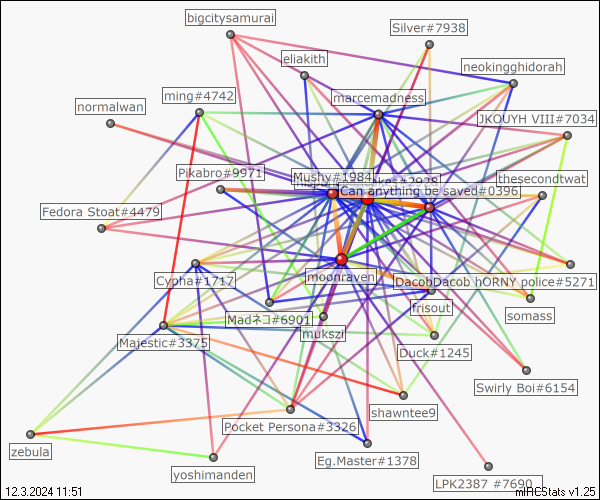 bigcitysamurai
Silver#7938
eliakith
neokingghidorah
ming#4742
marcemadness
normalwan
JKOUYH VIII#7034
Pikabro#9971
Mushy#1984
thesecondtwat
Can anything be saved#0396
Fedora Stoat#4479
Cypha#1717
moonraven
DacobDacob hORNY police#5271
frisout
somass
Madネコ#6901
mukszi
Majestic#3375
Duck#1245
Swirly Boi#6154
shawntee9
Pocket Persona#3326
zebula
Eg.Master#1378
yoshimanden
LPK2387 #7690
12.3.2024 11:51
mIRCStats v1.25